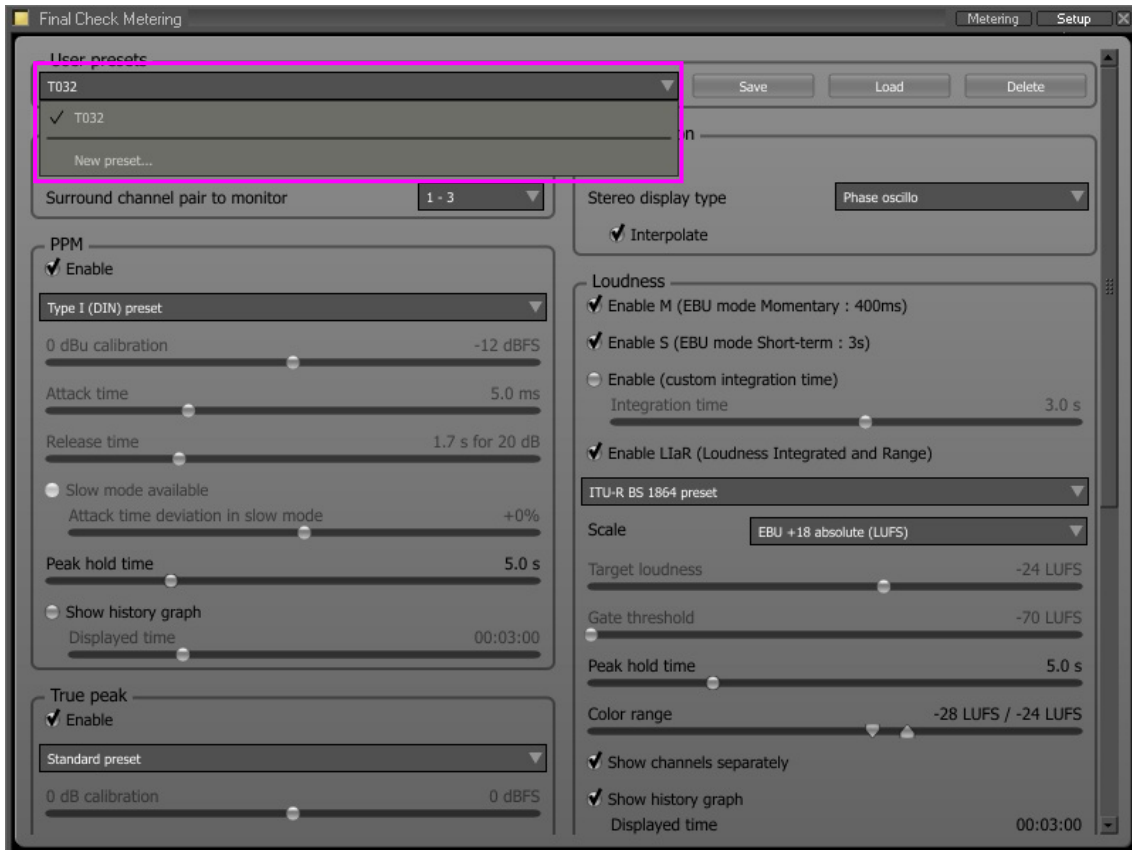 Final Check Metering
Metering
Setup
User presets
T032
Save
Load
Delete
T032
New preset...
Surround channel pair to monitor
1 - 3
Stereo display type
Phase oscillo
Interpolate
PPM
Enable
Type I (DIN) preset
0 dBu calibration
-12 dBFS
Attack time
5.0 ms
Release time
1.7 s for 20 dB
Slow mode available
Attack time deviation in slow mode
+0%
Peak hold time
5.0 s
Show history graph
Displayed time
00:03:00
True peak
Enable
Standard preset
0 dB calibration
0 dBFS
Loudness
Enable M (EBU mode Momentary : 400ms)
Enable S (EBU mode Short-term : 3s)
Enable (custom integration time)
Integration time
3.0 s
Enable LIaR (Loudness Integrated and Range)
ITU-R BS 1864 preset
Scale
EBU +18 absolute (LUFS)
Target loudness
-24 LUFS
Gate threshold
-70 LUFS
Peak hold time
5.0 s
Color range
-28 LUFS / -24 LUFS
Show channels separately
Show history graph
Displayed time
00:03:00